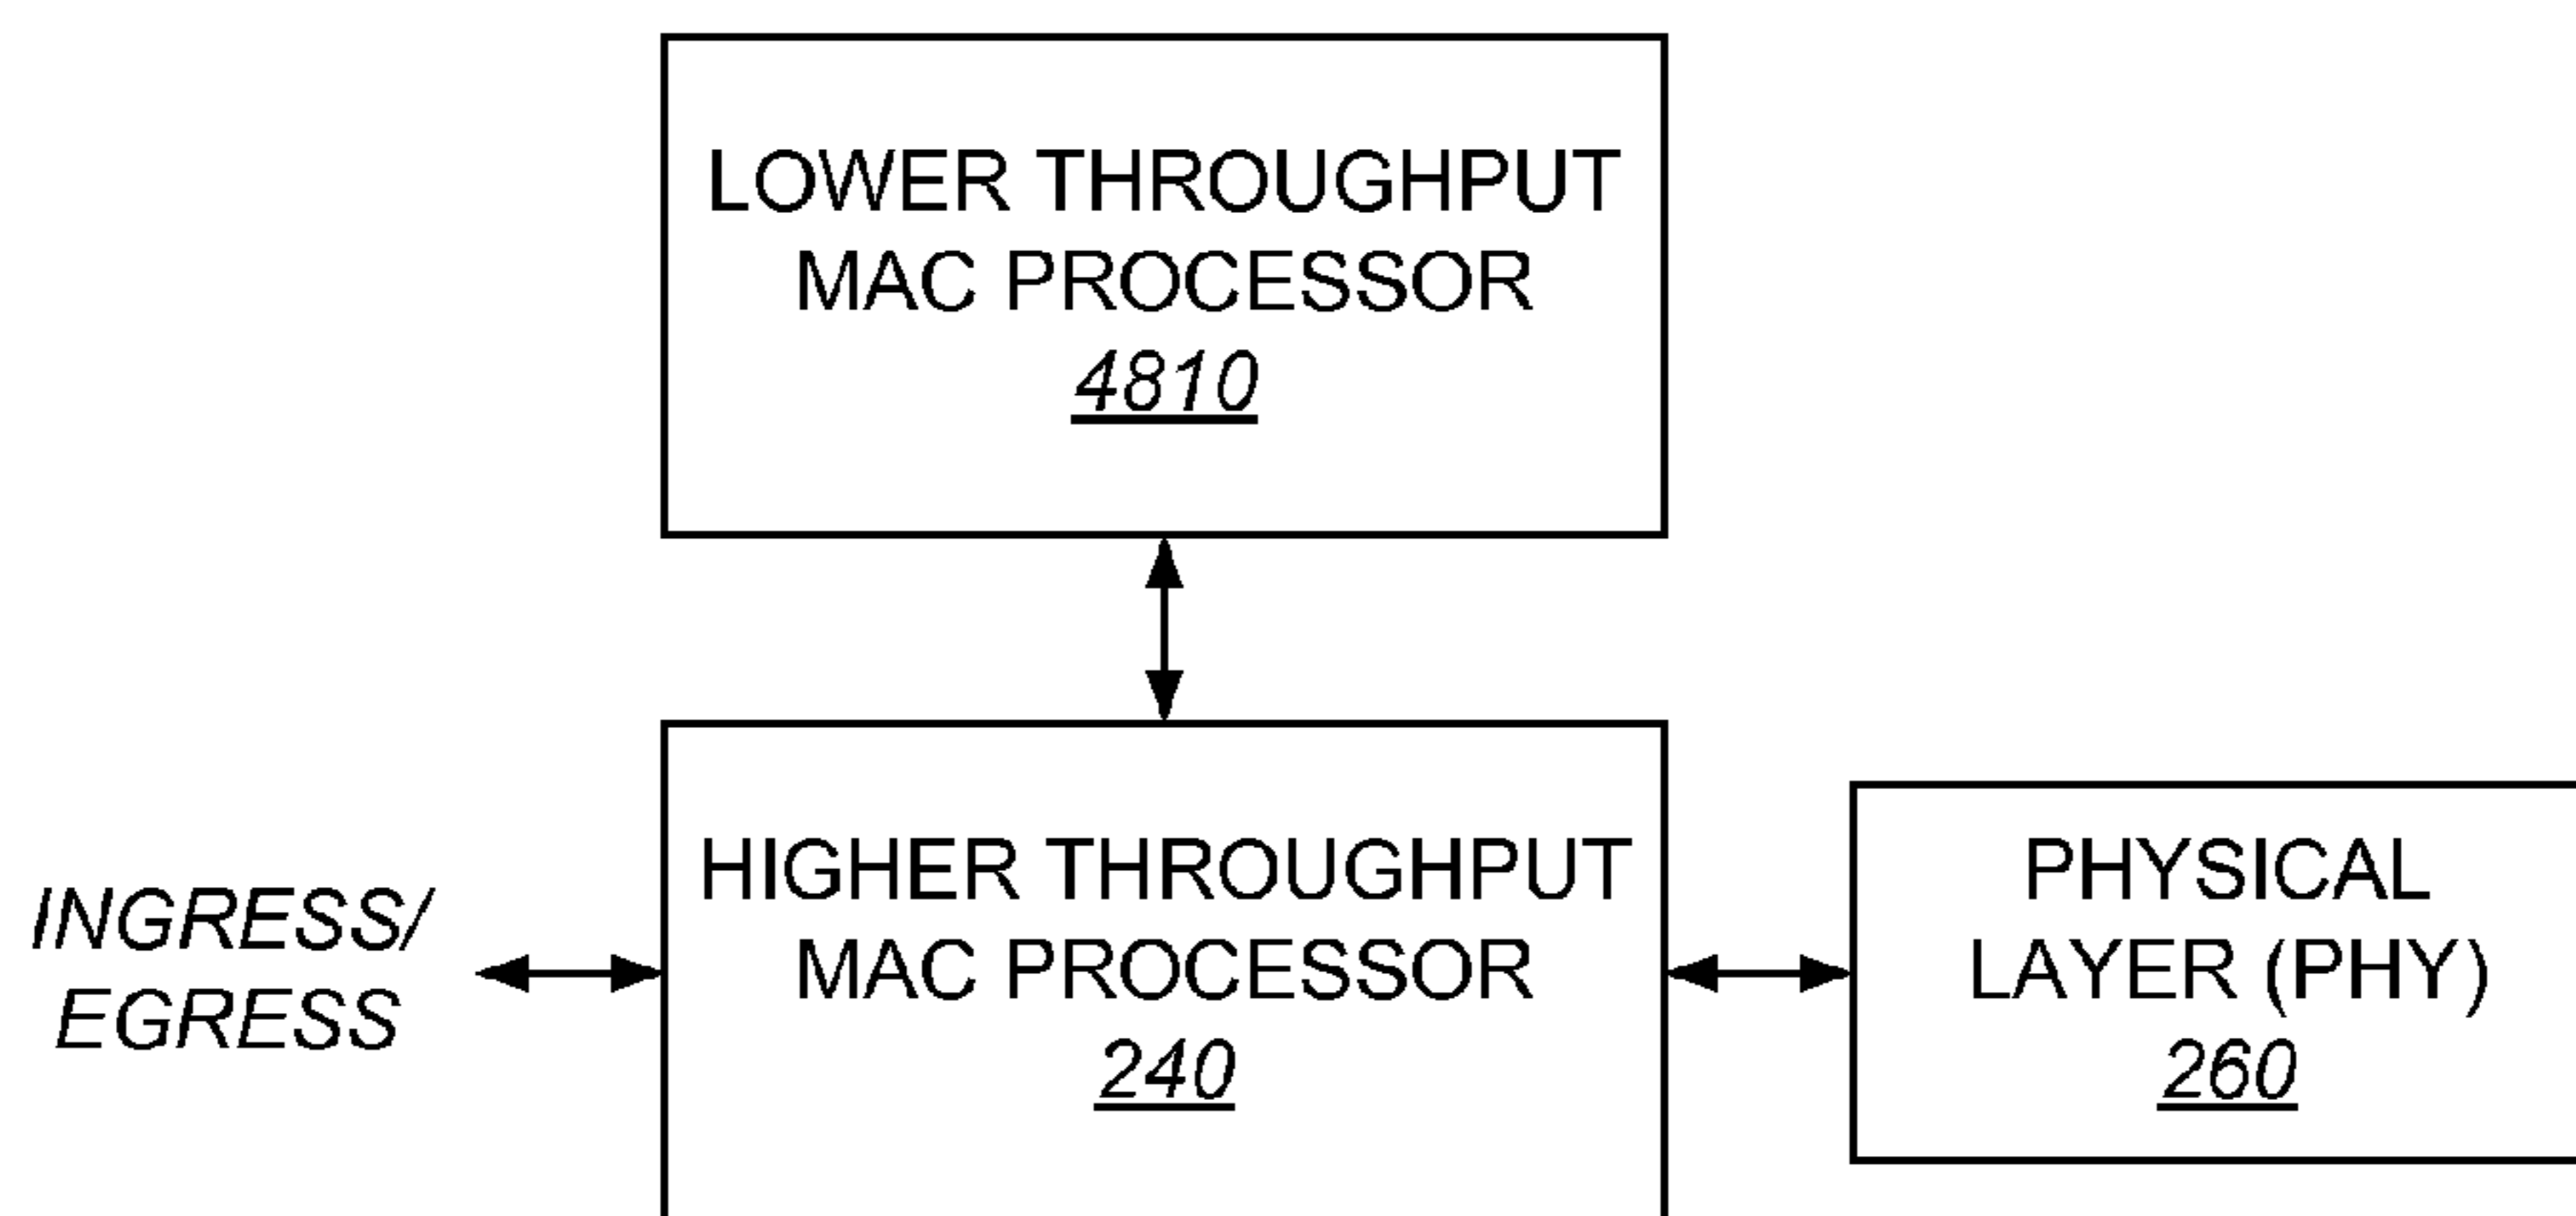 LOWER THROUGHPUT
MAC PROCESSOR
4810
INGRESS/
EGRESS
HIGHER THROUGHPUT
MAC PROCESSOR
240
PHYSICAL
LAYER (PHY)
260